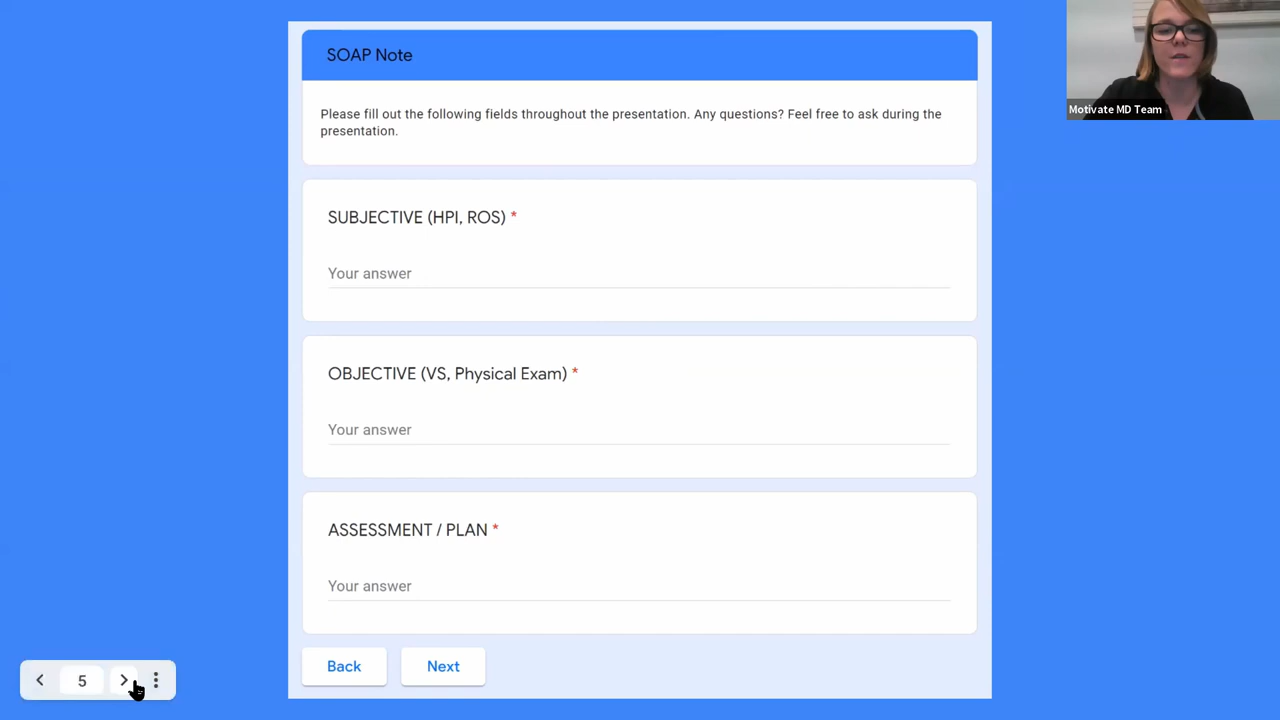 SOAP Note
Please fill out the following fields throughout the presentation. Any questions? Feel free to ask during the
presentation.
SUBJECTIVE (HPI, ROS) *
Your answer
OBJECTIVE (VS, Physical Exam) *
Your answer
ASSESSMENT / PLAN *
Your answer
Back Next
5
Motivate MD Team